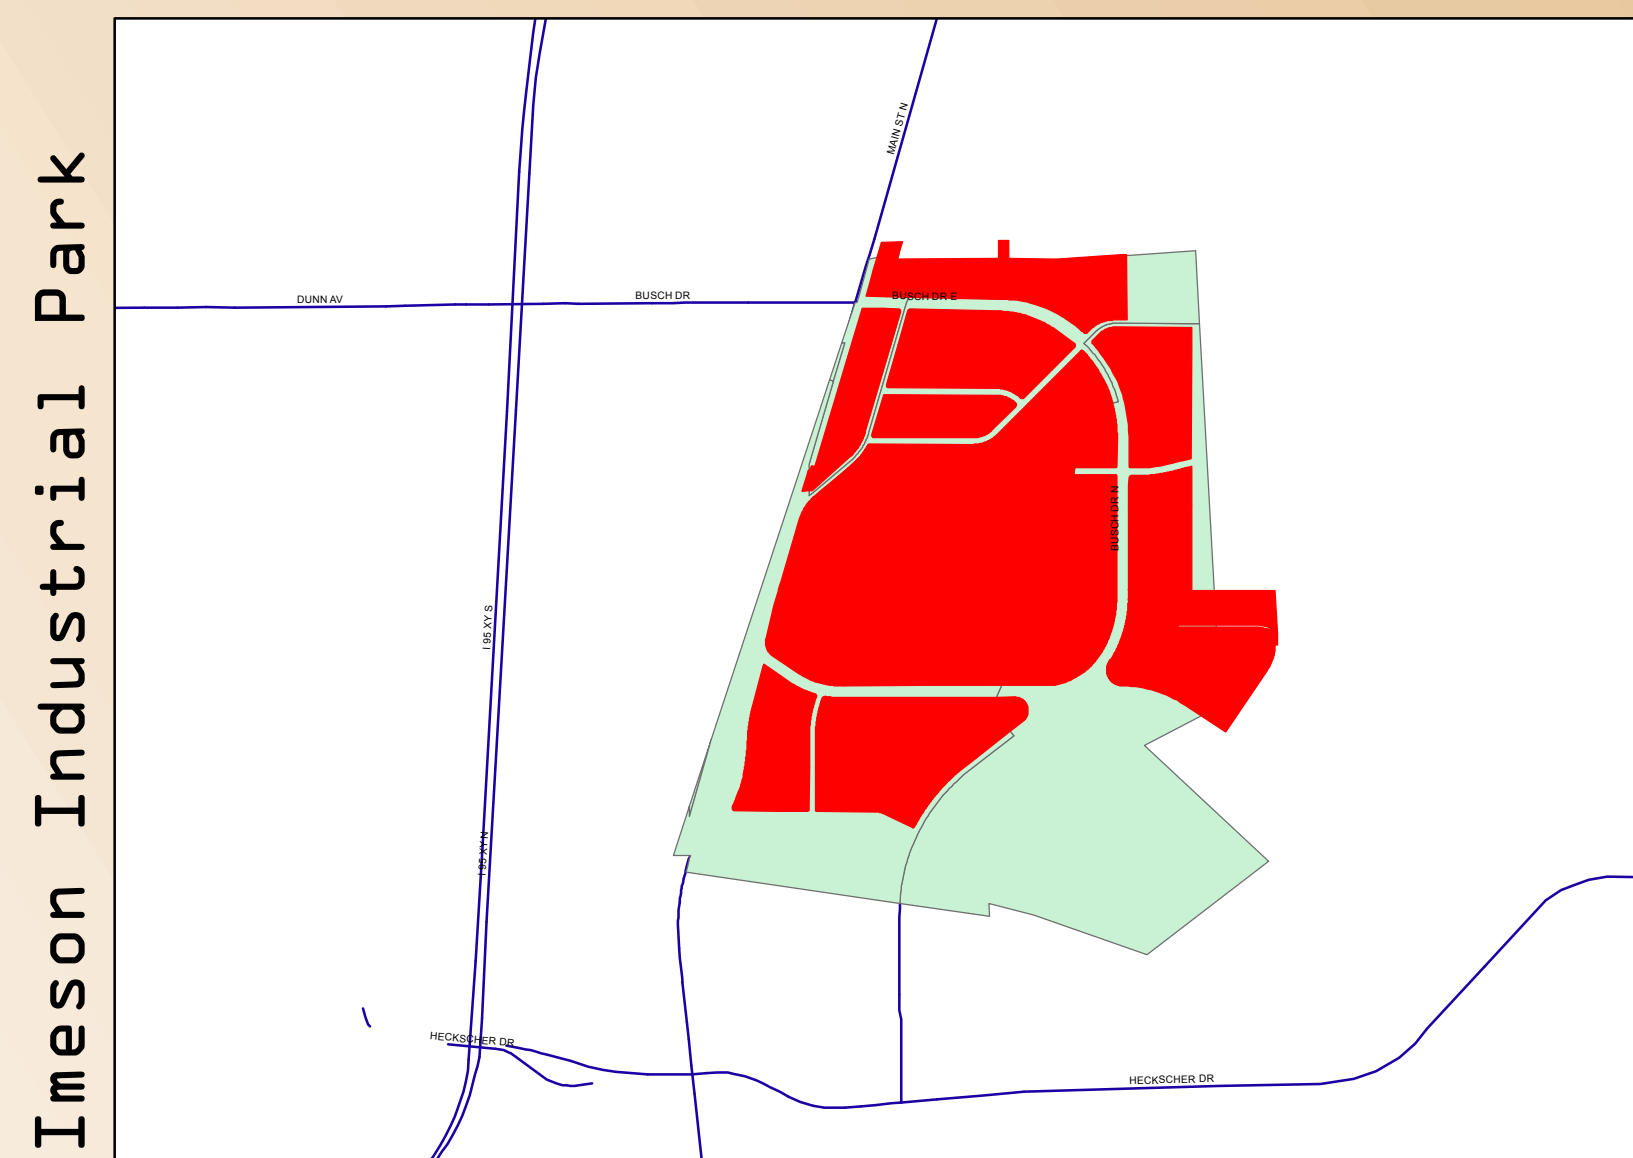 Imeson Industrial Park
MAIN ST N
DUNN AV
BUSCH DR
BUSCH DR E
BUSCH DR N
I 95 XY S
I 95 XY N
HECKSCHER DR
HECKSCHER DR